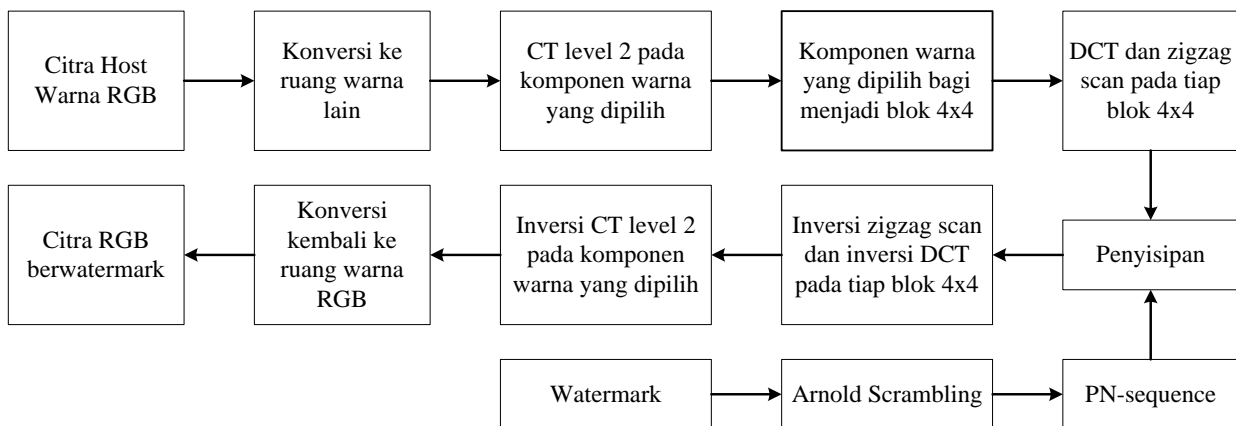 Citra Host
Warna RGB
Konversi ke
ruang warna
lain
CT level 2 pada
komponen warna
yang dipilih
Komponen warna
yang dipilih bagi
menjadi blok 4x4
DCT dan zigzag
scan pada tiap
blok 4x4
Citra RGB
berwatermark
Konversi
kembali ke
ruang warna
RGB
Inversi CT level 2
pada komponen
warna yang dipilih
Inversi zigzag scan
dan inversi DCT
pada tiap blok 4x4
Penyisipan
Watermark
Arnold Scrambling
PN-sequence